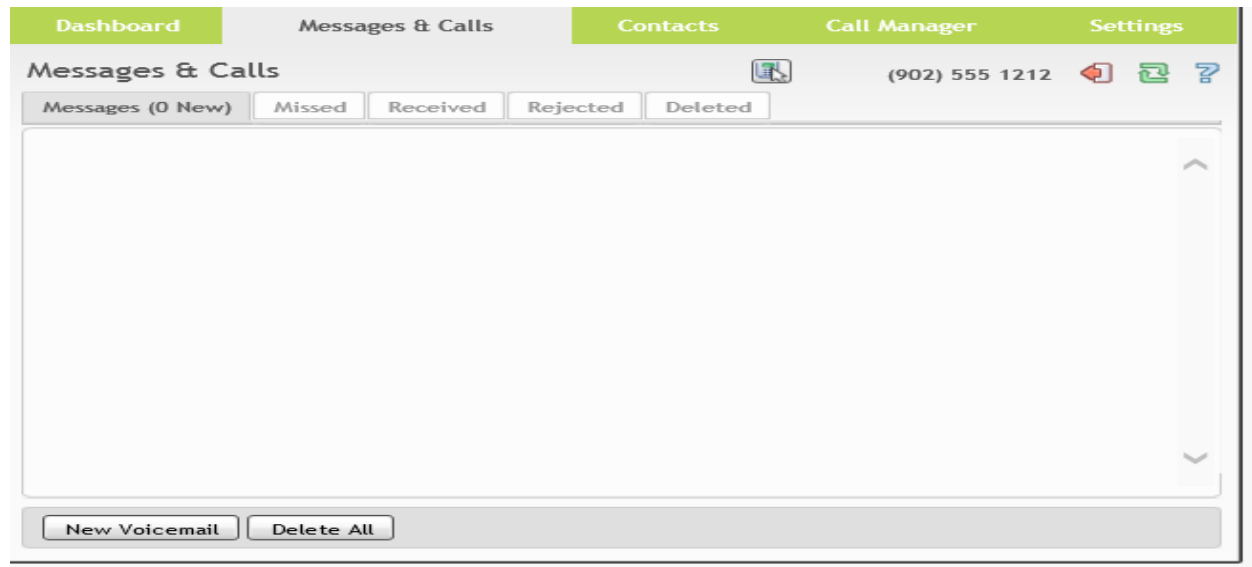 Dashboard Messages & Calls Contacts Call Manager Settings
Messages & Calls (902) 555 1212
Messages (0 New) Missed Received Rejected Deleted
New Voicemail Delete All